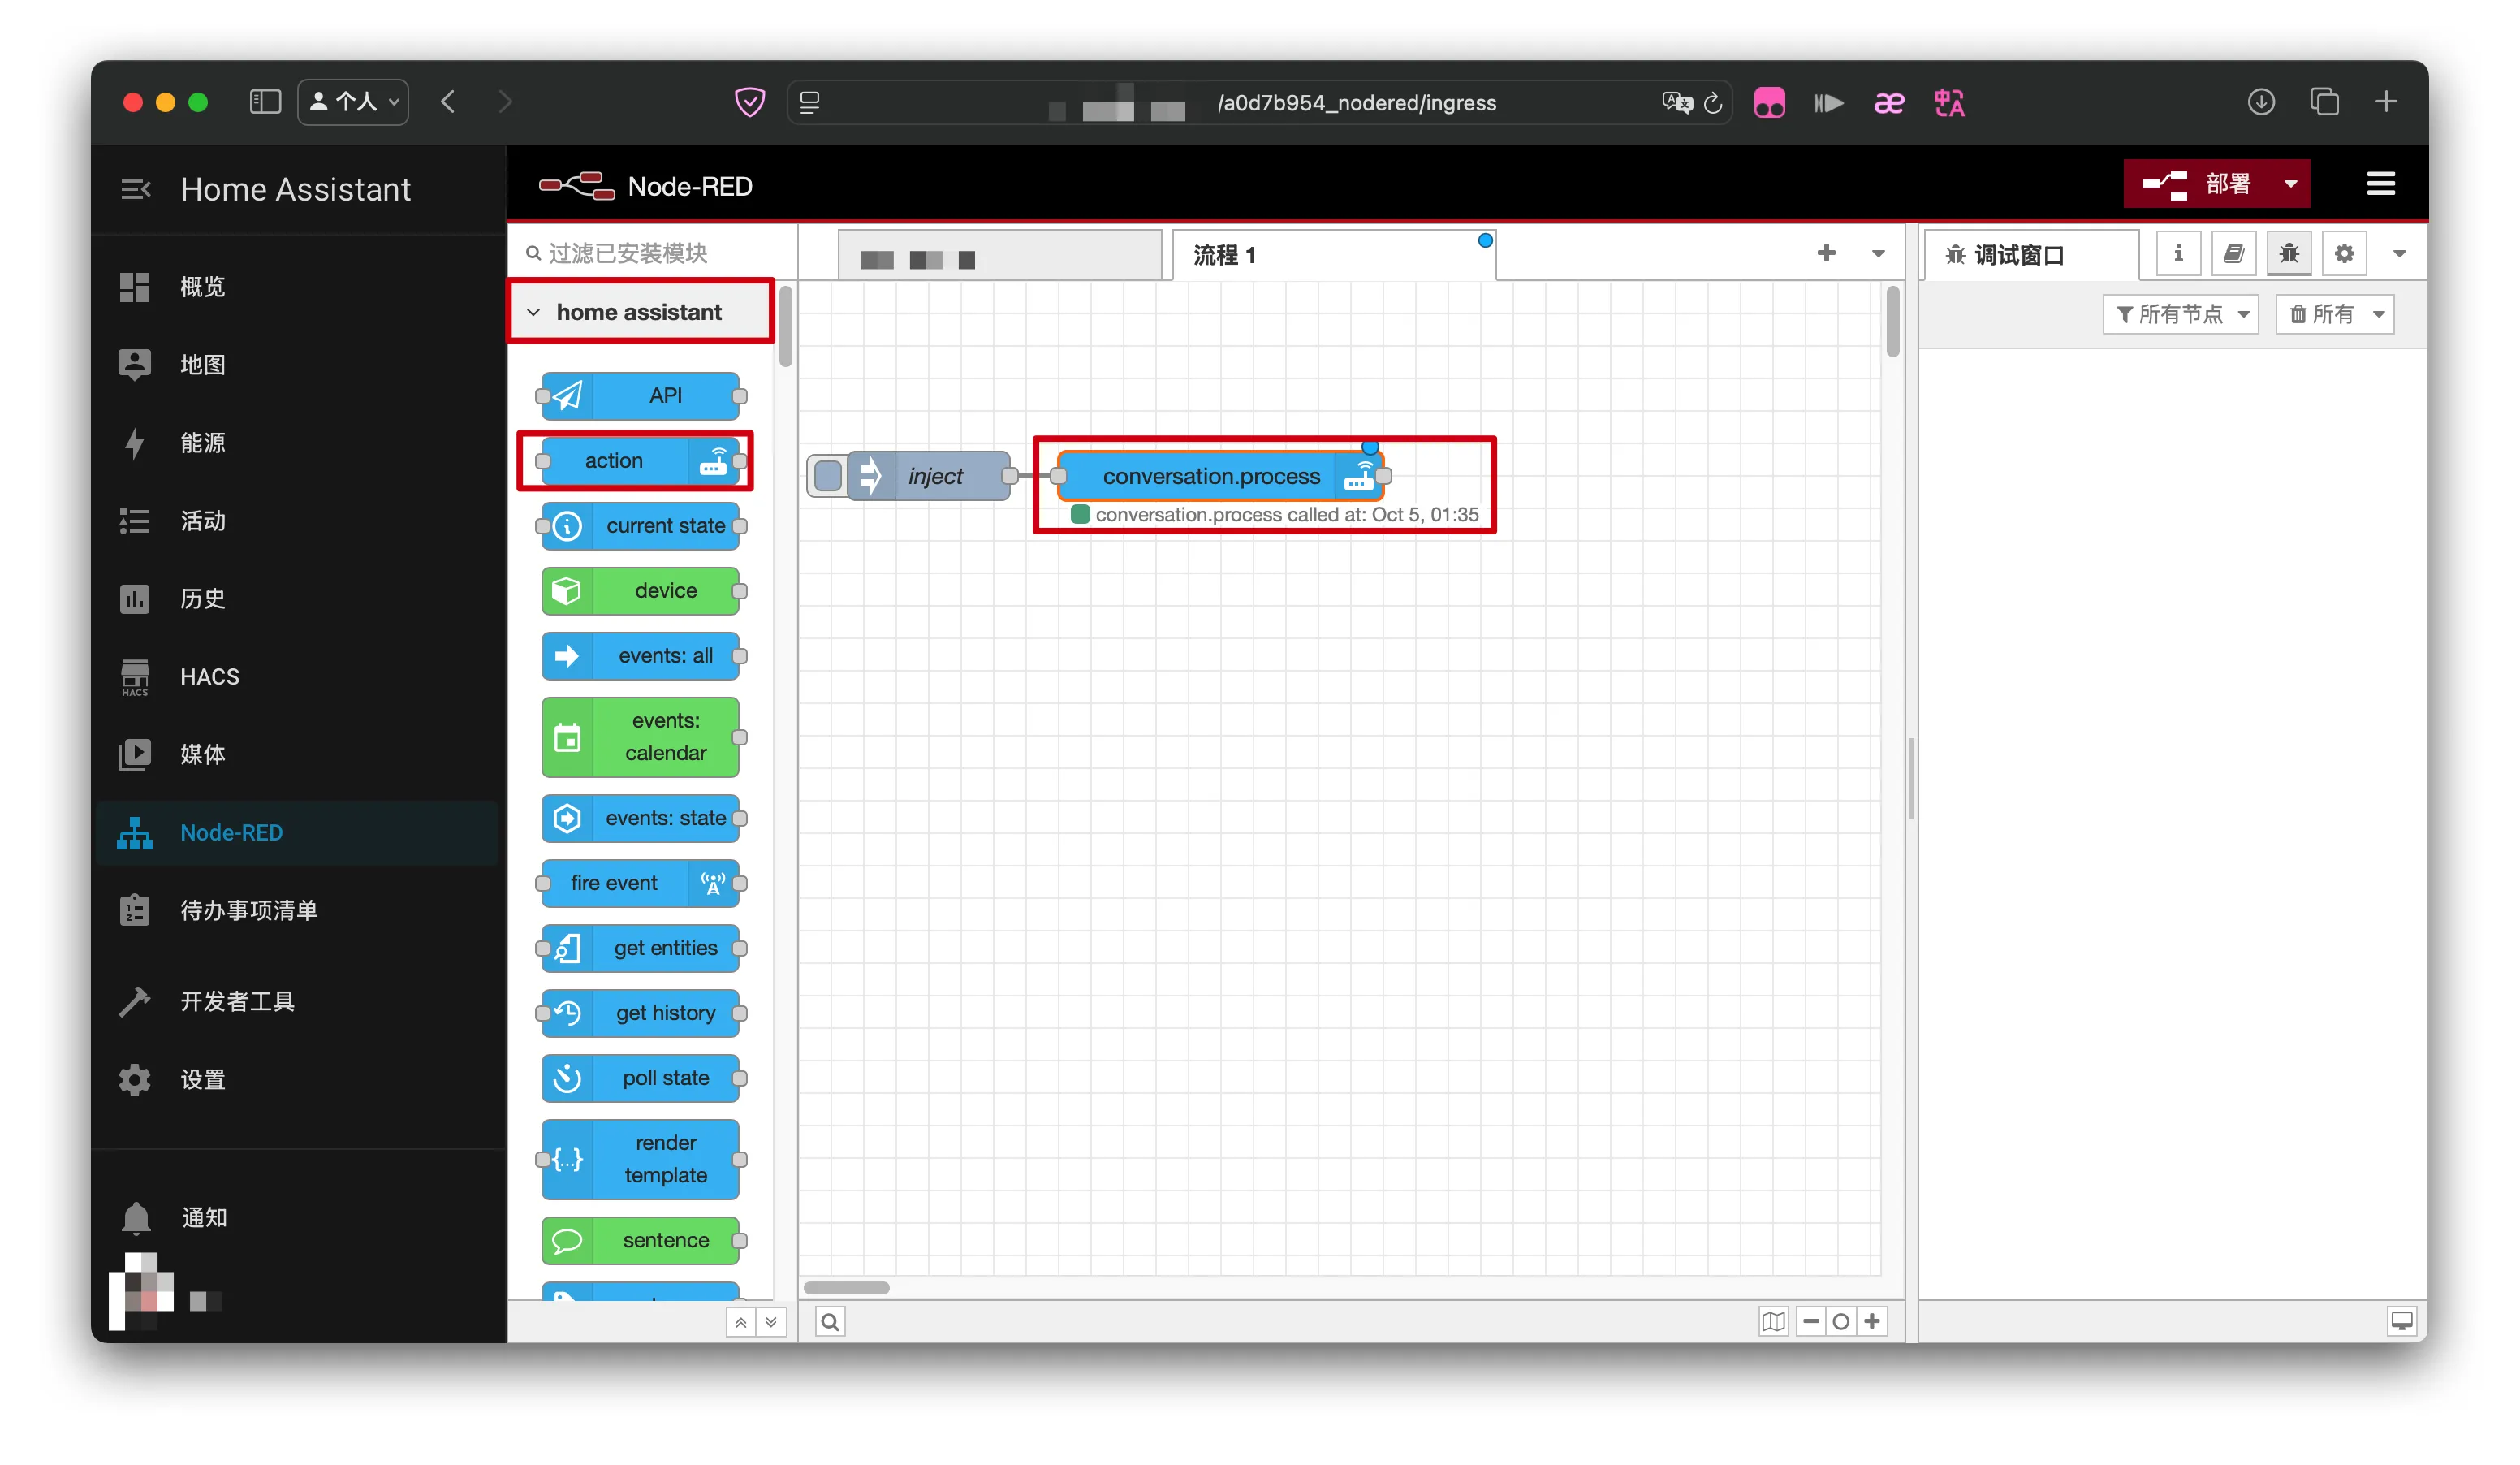 个人
/a0d7b954_nodered/ingress
Home Assistant
Node-RED
部署
概览
地图
能源
活动
历史
HACS
媒体
Node-RED
待办事项清单
开发者工具
设置
通知
过滤已安装模块
home assistant
API
action
current state
device
events: all
events:
calendar
events: state
fire event
get entities
get history
poll state
render
template
sentence
流程 1
inject
conversation.process
conversation.process called at: Oct 5, 01:35
调试窗口
所有节点
所有